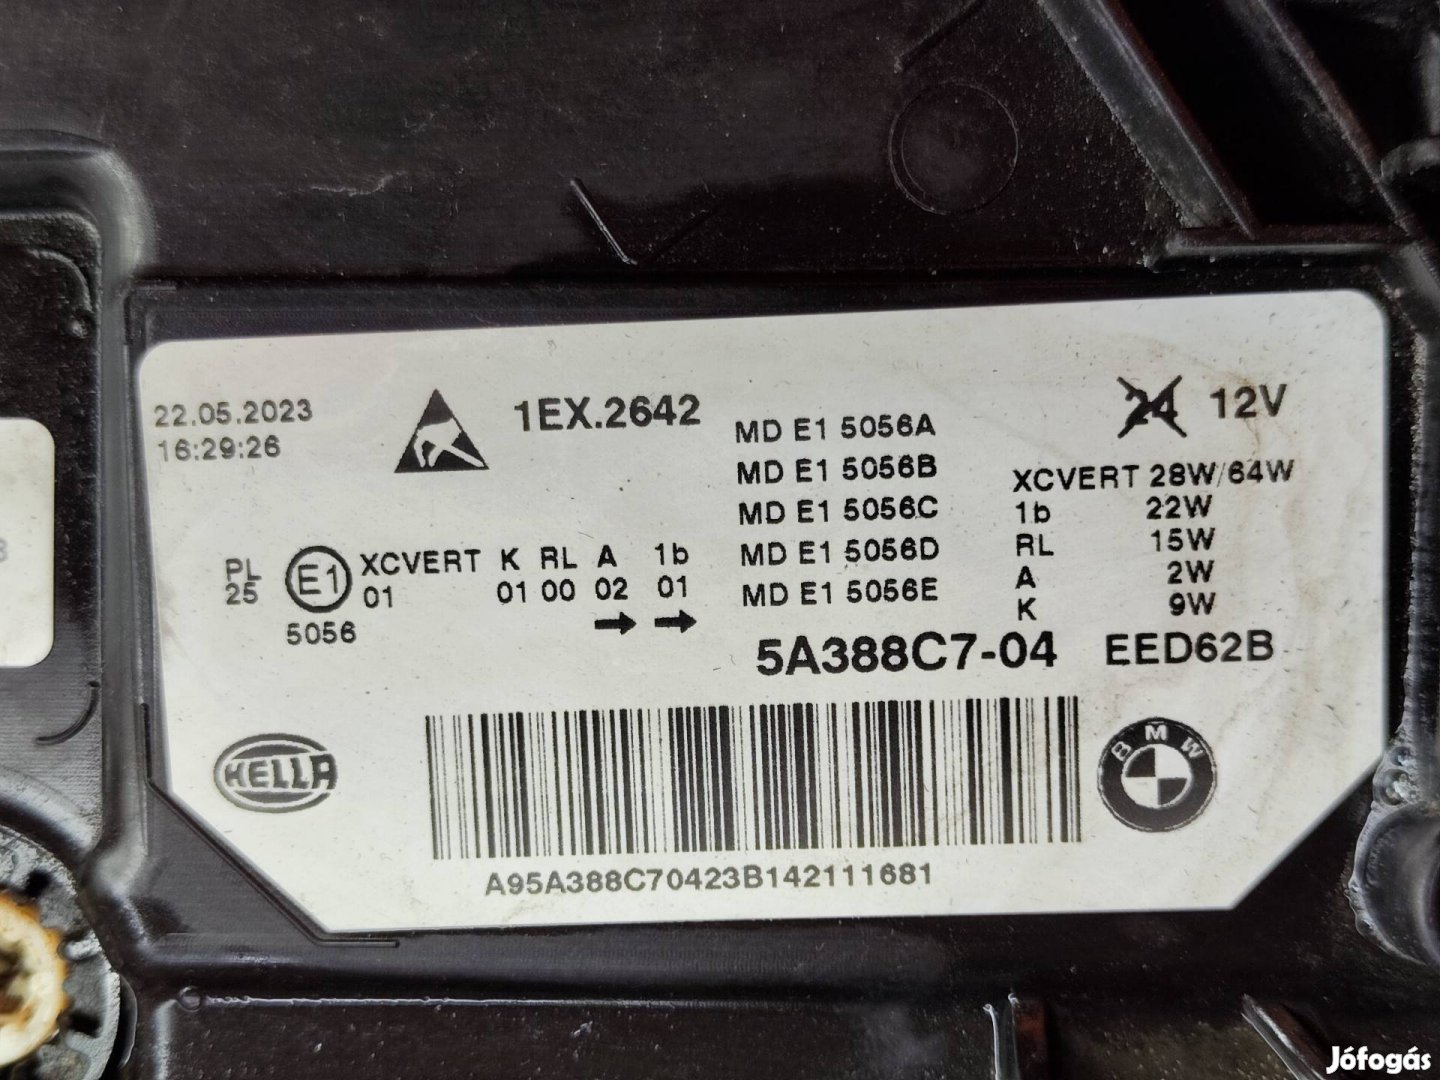 22.05.2023
16:29:26
1EX.2642
MD E1 5056A
MD E1 5056B
MD E1 5056C
MD E1 5056D
MD E1 5056E
24 12V
XCVERT 28W/64W
1b 22W
RL 15W
A 2W
K 9W
PL
25
E1
5056
XCVERT K RL A 1b
01 01 00 02 01
→ →
5A388C7-04 EED62B
HELLA
BMW
A95A388C70423B142111681
Jófogás